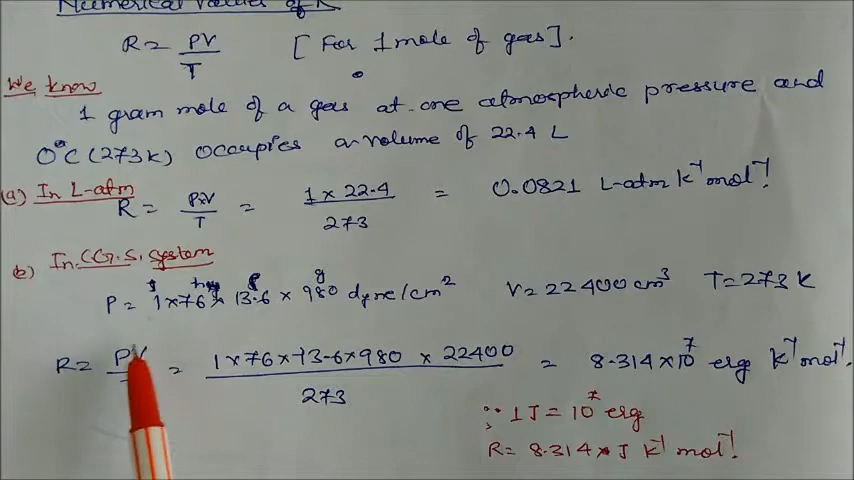 Numerical values of R
R = PV/T [For 1 mole of gas].
We know
1 gram mole of a gas at one atmospheric pressure and
0°C (273K) occupies a volume of 22.4 L
(a) In L-atm
R = P×V/T = 1 × 22.4/273 = 0.0821 L-atm K⁻¹ mol⁻¹
(b) In C.G.S. system
h g
P = 1×76 × 13.6 × 980 dyne/cm² V = 22400 cm³ T = 273 K
R = PV = 1×76×13.6×980 × 22400/273 = 8.314×10⁷ erg K⁻¹ mol⁻¹.
∵ 1J = 10⁷ erg
R = 8.314 × J K⁻¹ mol⁻¹.